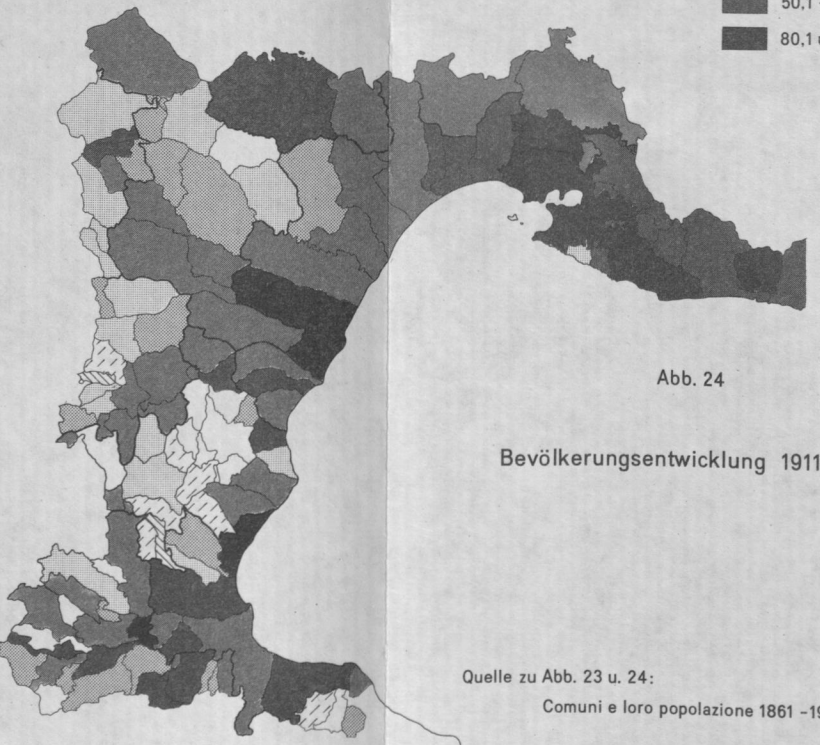 50,1
80,1
Abb. 24
Bevölkerungsentwicklung 1911
Quelle zu Abb. 23 u. 24:
Comuni e loro popolazione 1861 -19